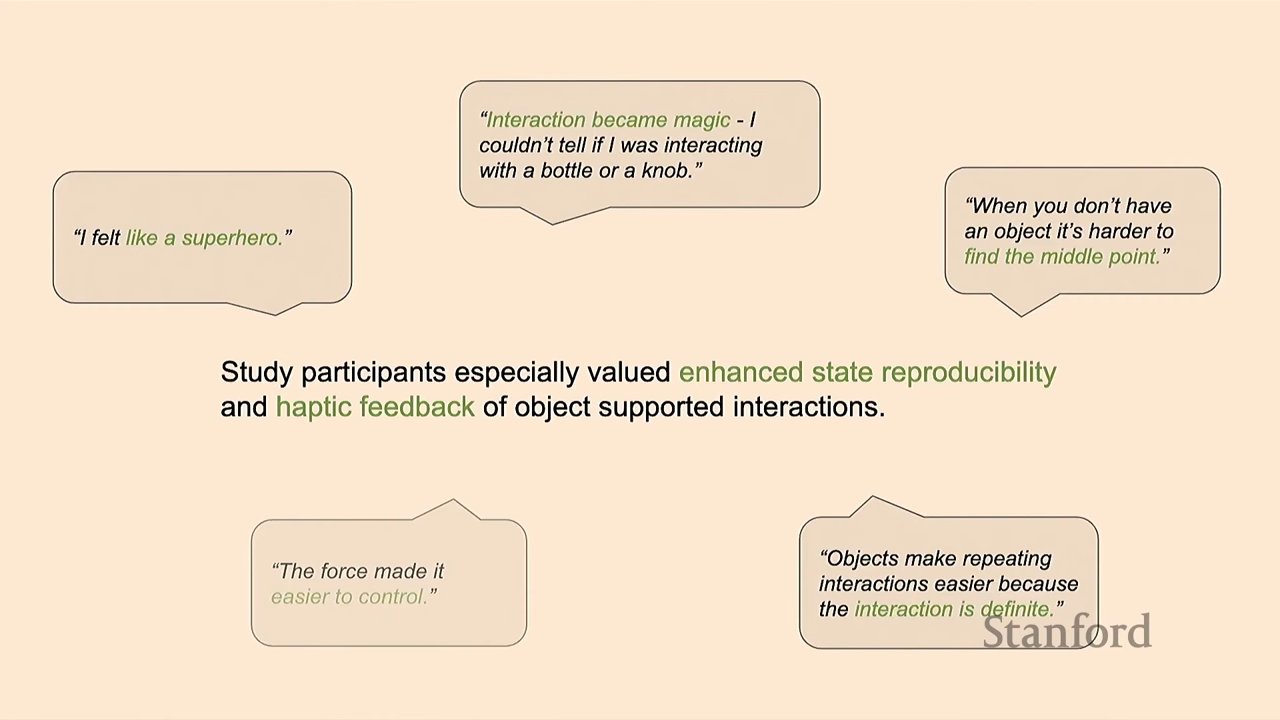 “Interaction became magic - I
couldn’t tell if I was interacting
with a bottle or a knob.”
“I felt like a superhero.”
“When you don’t have
an object it’s harder to
find the middle point.”
Study participants especially valued enhanced state reproducibility
and haptic feedback of object supported interactions.
“The force made it
easier to control.”
“Objects make repeating
interactions easier because
the interaction is definite.”
Stanford